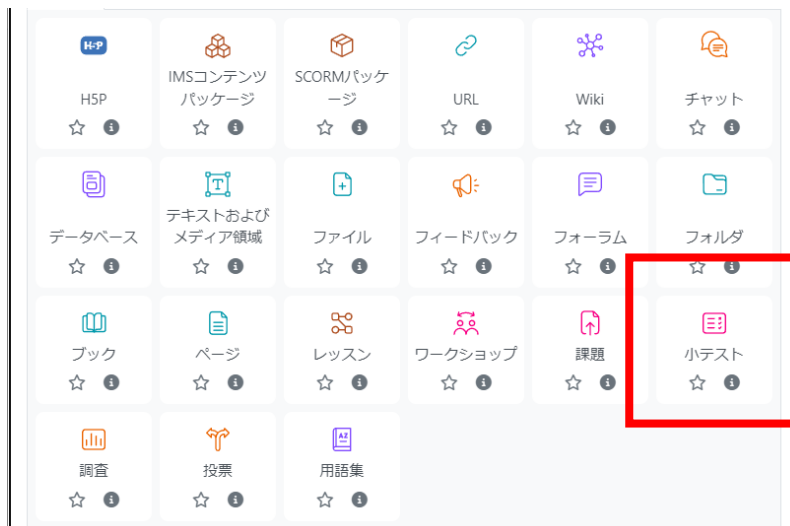 H-P
IMSコンテンツ
パッケージ
SCORMパッケ
ージ
H5P
URL
Wiki
チャット
T
テキストおよび
メディア領域
データベース
ファイル
フィードバック
フォーラム
フォルダ
ブック
ページ
レッスン
ワークショップ
課題
小テスト
AZ
調査
投票
用語集